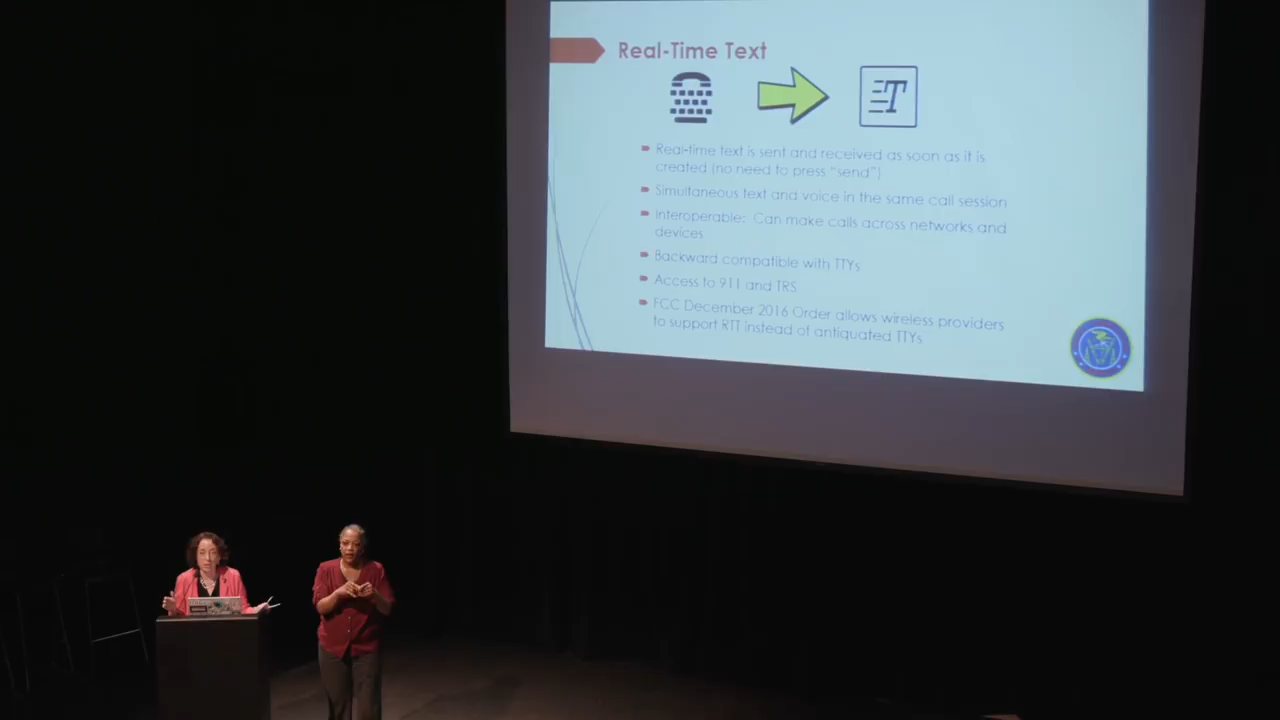 Real-Time Text
T
Real-time text is sent and received as soon as it is
created (no need to press "send")
Simultaneous text and voice in the same call session
Interoperable: Can make calls across networks and
devices
Backward compatible with TTYs
Access to 911 and TRS
FCC December 2016 Order allows wireless providers
to support RTT instead of antiquated TTYs